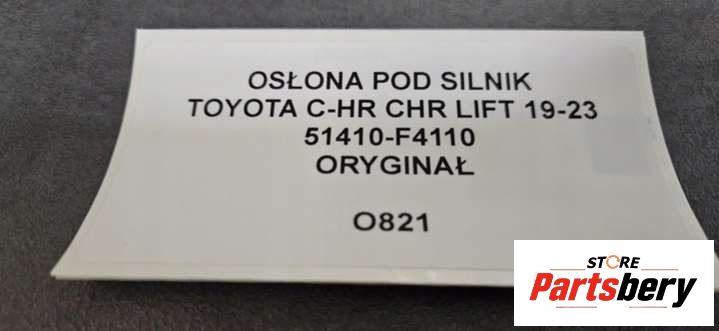 OSŁONA POD SILNIK
TOYOTA C-HR CHR LIFT 19-23
51410-F4110
ORYGINAŁ
O821
STORE
Partsbery